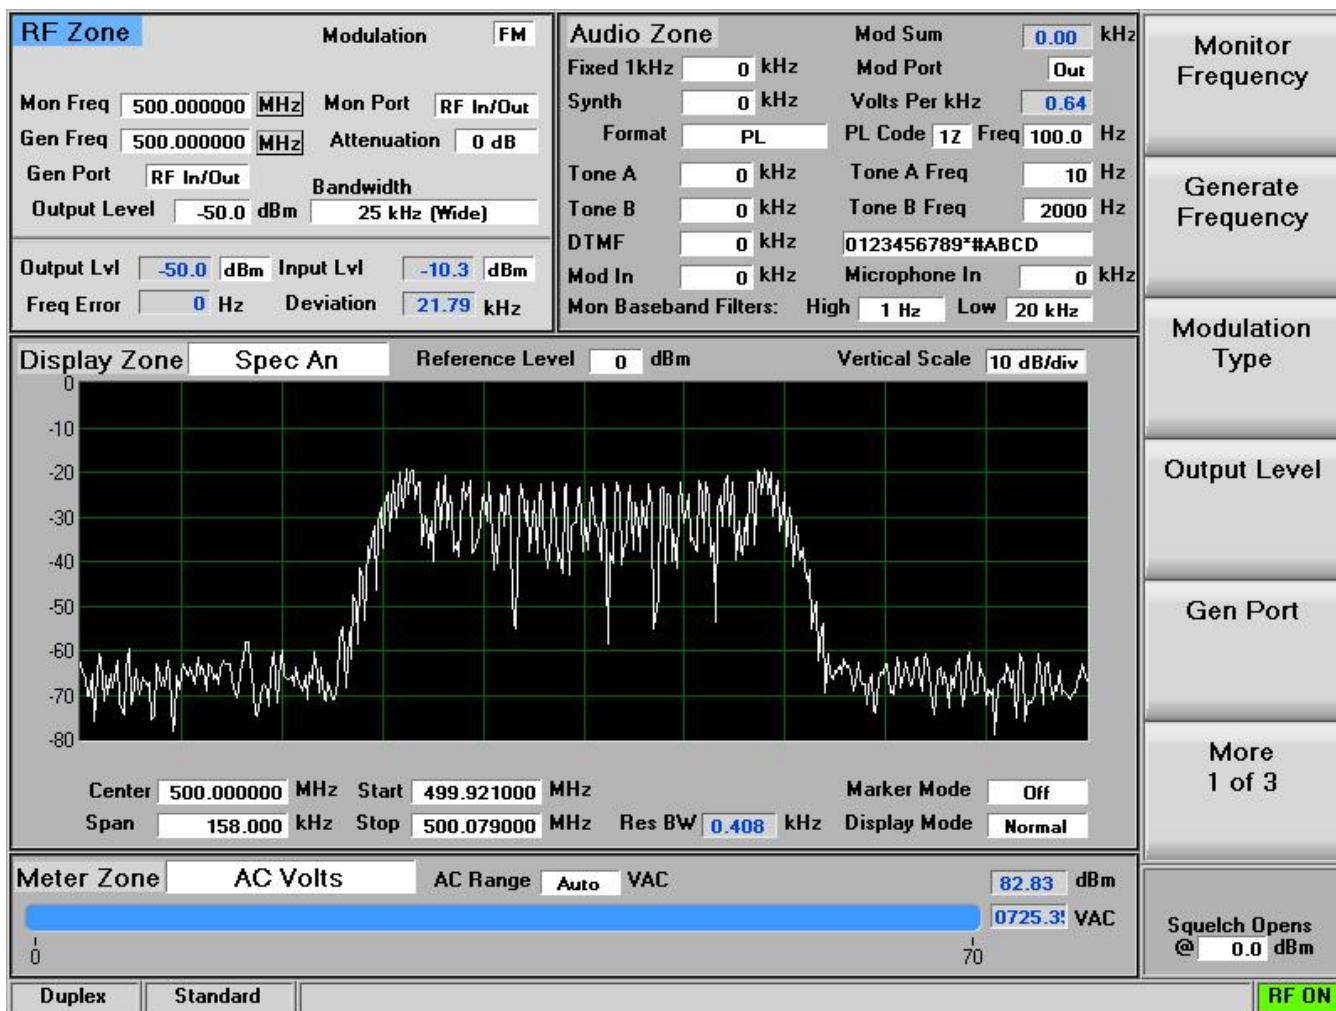 RF Zone Modulation FM
Mon Freq 500.000000 MHz Mon Port RF In/Out
Gen Freq 500.000000 MHz Attenuation 0 dB
Gen Port RF In/Out Bandwidth
Output Level -50.0 dBm 25 kHz (Wide)
Output Lvl -50.0 dBm Input Lvl -10.3 dBm
Freq Error 0 Hz Deviation 21.79 kHz
Audio Zone Mod Sum 0.00 kHz
Fixed 1kHz 0 kHz Mod Port Out
Synth 0 kHz Volts Per kHz 0.64
Format PL PL Code 1Z Freq 100.0 Hz
Tone A 0 kHz Tone A Freq 10 Hz
Tone B 0 kHz Tone B Freq 2000 Hz
DTMF 0 kHz 0123456789*#ABCD
Mod In 0 kHz Microphone In 0 kHz
Mon Baseband Filters: High 1 Hz Low 20 kHz
Display Zone Spec An Reference Level 0 dBm Vertical Scale 10 dB/div
0
-10
-20
-30
-40
-50
-60
-70
-80
Center 500.000000 MHz Start 499.921000 MHz Marker Mode Off
Span 158.000 kHz Stop 500.079000 MHz Res BW 0.408 kHz Display Mode Normal
Meter Zone AC Volts AC Range Auto VAC 82.83 dBm
VAC
0 70
Duplex Standard
Monitor
Frequency
Generate
Frequency
Modulation
Type
Output Level
Gen Port
More
1 of 3
Squelch Opens
@ 0.0 dBm
RF ON